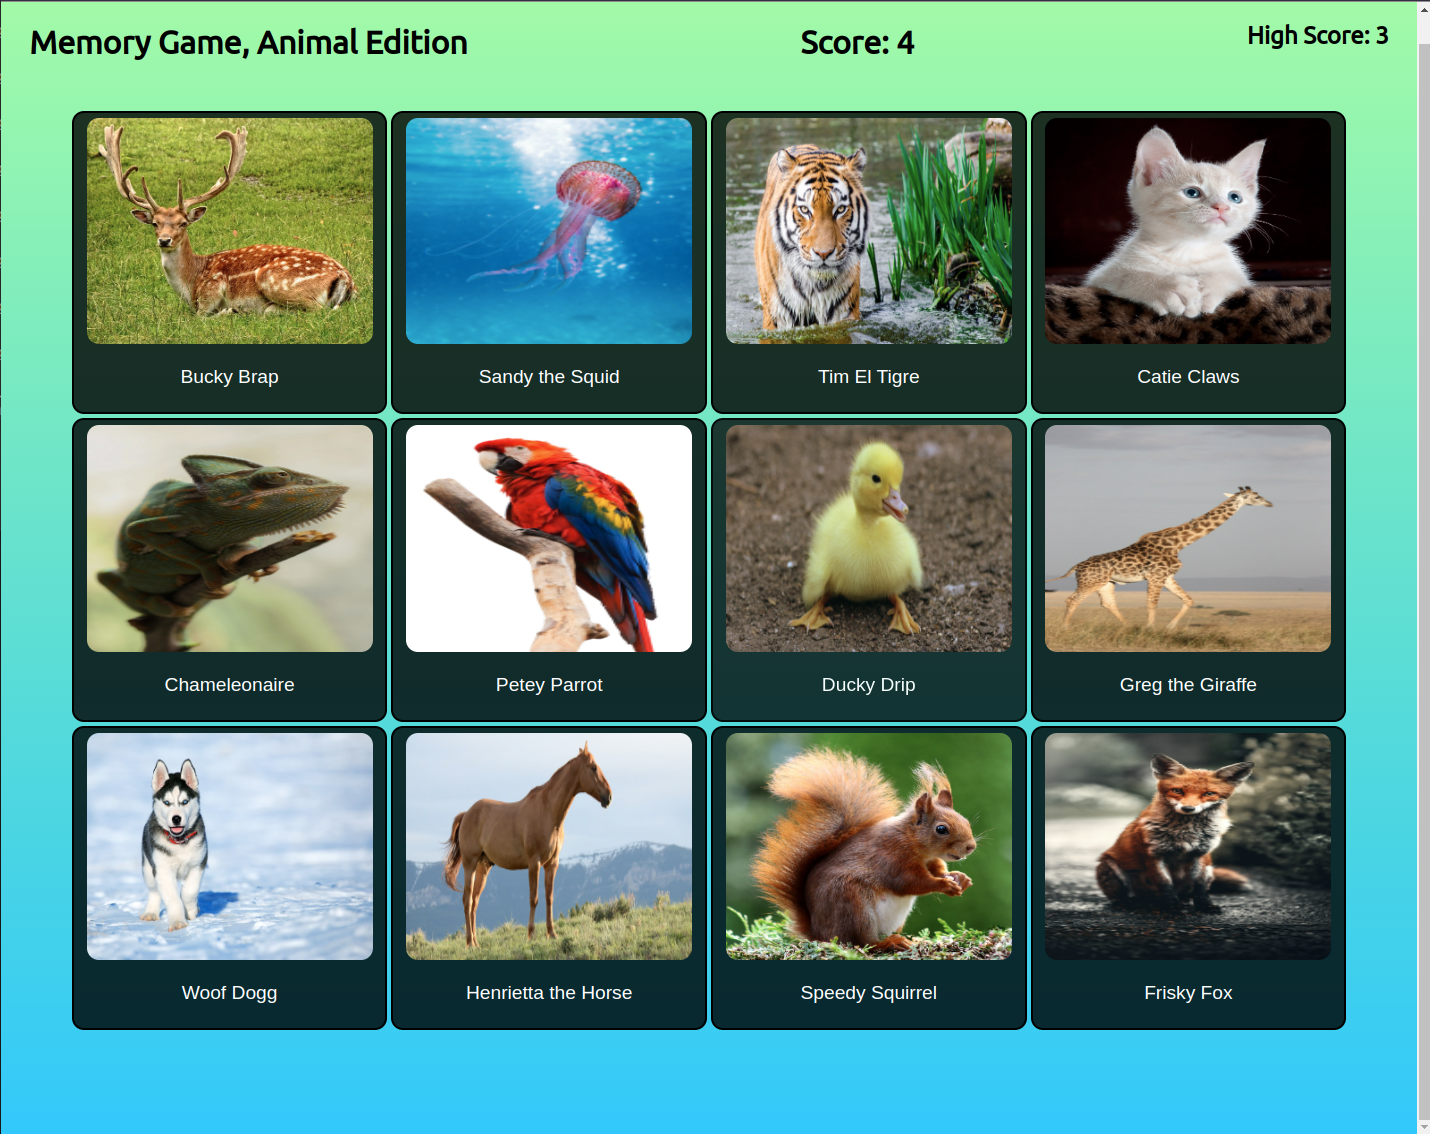 Memory Game, Animal Edition
Score: 4
High Score: 3
Bucky Brap
Sandy the Squid
Tim El Tigre
Catie Claws
Chameleonaire
Petey Parrot
Ducky Drip
Greg the Giraffe
Woof Dogg
Henrietta the Horse
Speedy Squirrel
Frisky Fox